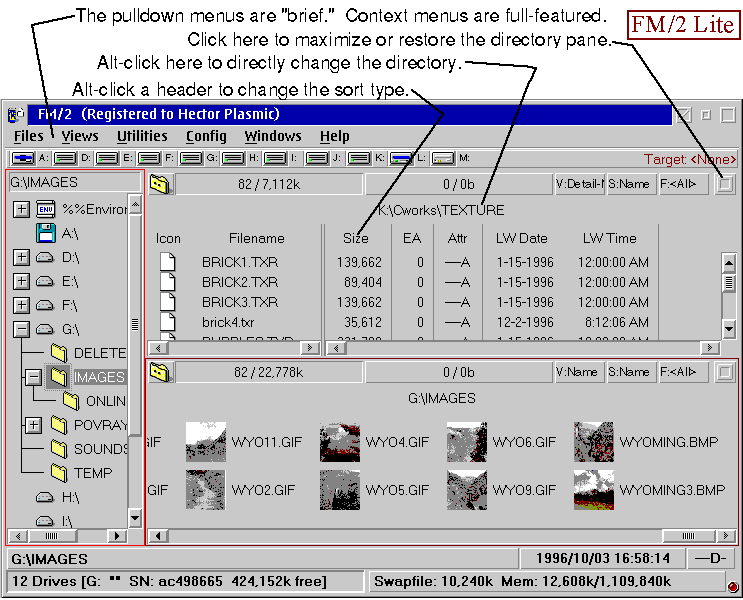 The pulldown menus are "brief." Context menus are full-featured.
FM/2 Lite
Click here to maximize or restore the directory pane.
Alt-click here to directly change the directory.
Alt-click a header to change the sort type.
FM/2 (Registered to Hector Plasmic)
Files Views Utilities Config Windows Help
A: D: E: F: G: H: I: J: K: L: M: Target <None>
G:\IMAGES
82 / 7,112k 0 / 0b V:Detail- S:Name F:<All>
K:\Cworks\TEXTURE
Icon Filename Size EA Attr LW Date LW Time
BRICK1.TXR 139,662 0 —A 1-15-1996 12:00:00 AM
BRICK2.TXR 89,404 0 —A 1-15-1996 12:00:00 AM
BRICK3.TXR 139,662 0 —A 1-15-1996 12:00:00 AM
brick4.txr 35,612 0 —A 12-2-1996 8:12:06 AM
ENV %%Enviror
A:\
D:\
E:\
F:\
G:\
DELETE
IMAGES
ONLIN
POVRAY
SOUNDS
TEMP
H:\
I:\
82 / 22,778k 0 / 0b V:Name S:Name F:<All>
G:\IMAGES
GIF WYO11.GIF WYO4.GIF WYO6.GIF WYOMING.BMP
GIF WYO2.GIF WYO5.GIF WYO9.GIF WYOMING3.BMP
G:\IMAGES 1996/10/03 16:58:14 —D-
12 Drives [G: "" SN: ac498665 424,152k free] Swapfile: 10,240k Mem: 12,608k/1,109,840k